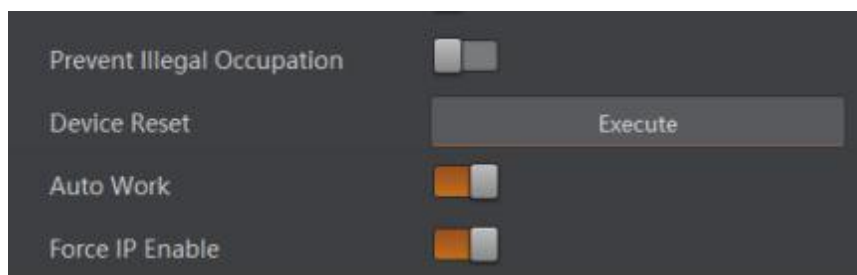 Prevent Illegal Occupation
Device Reset Execute
Auto Work
Force IP Enable